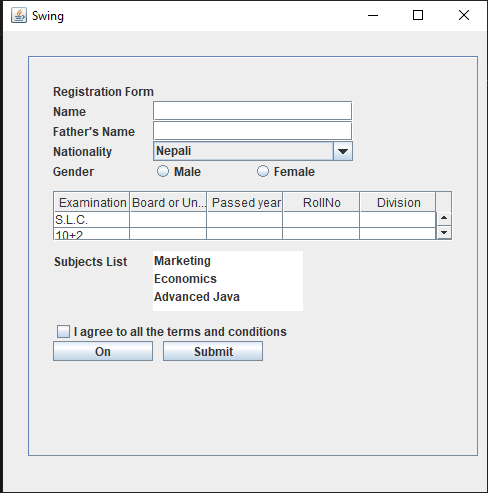 Swing
Registration Form
Name
Father's Name
Nationality Nepali
Gender Male Female
Examination Board or Un... Passed year RollNo Division
S.L.C.
10+2
Subjects List Marketing
Economics
Advanced Java
I agree to all the terms and conditions
On Submit